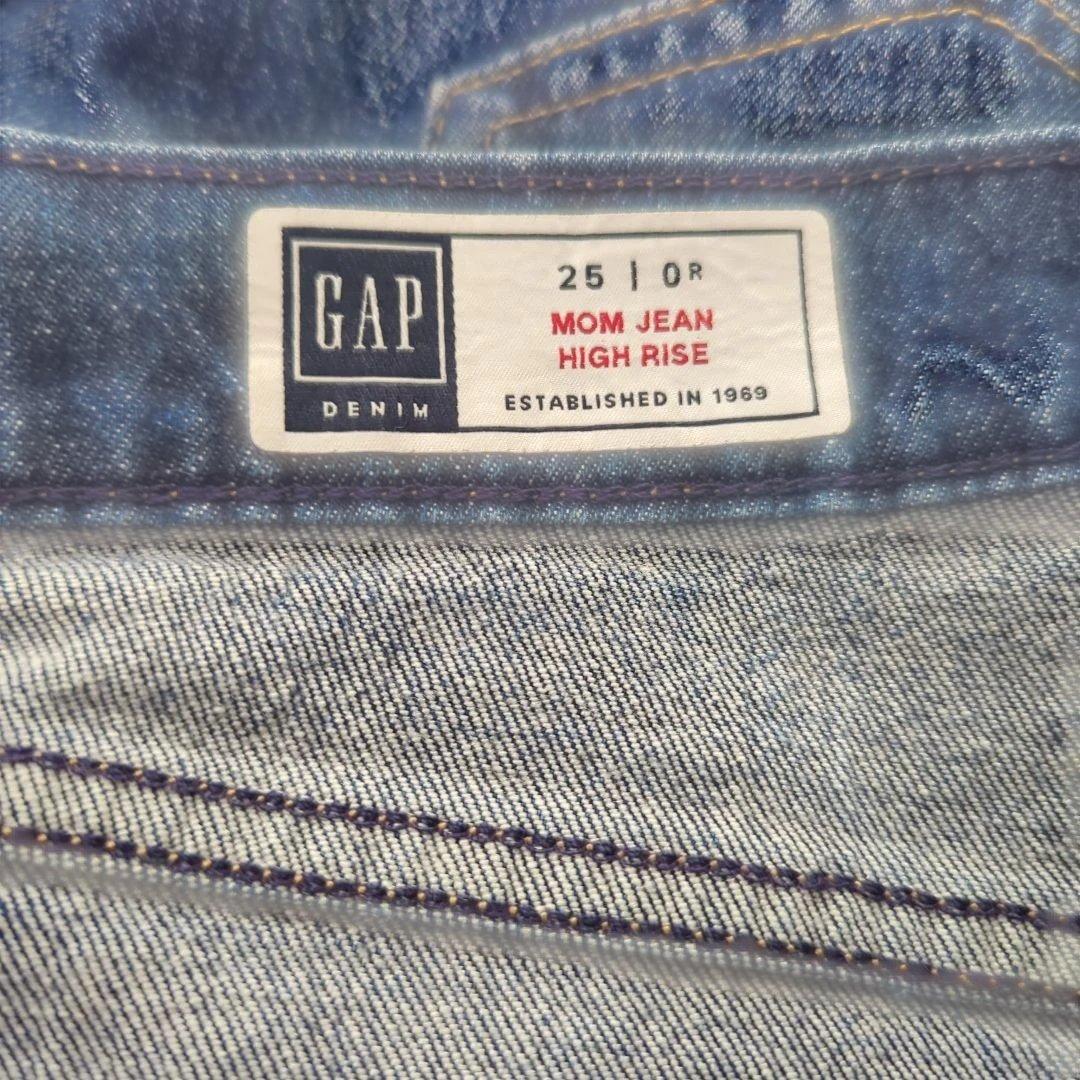 GAP
DENIM
25 | 0R
MOM JEAN
HIGH RISE
ESTABLISHED IN 1969